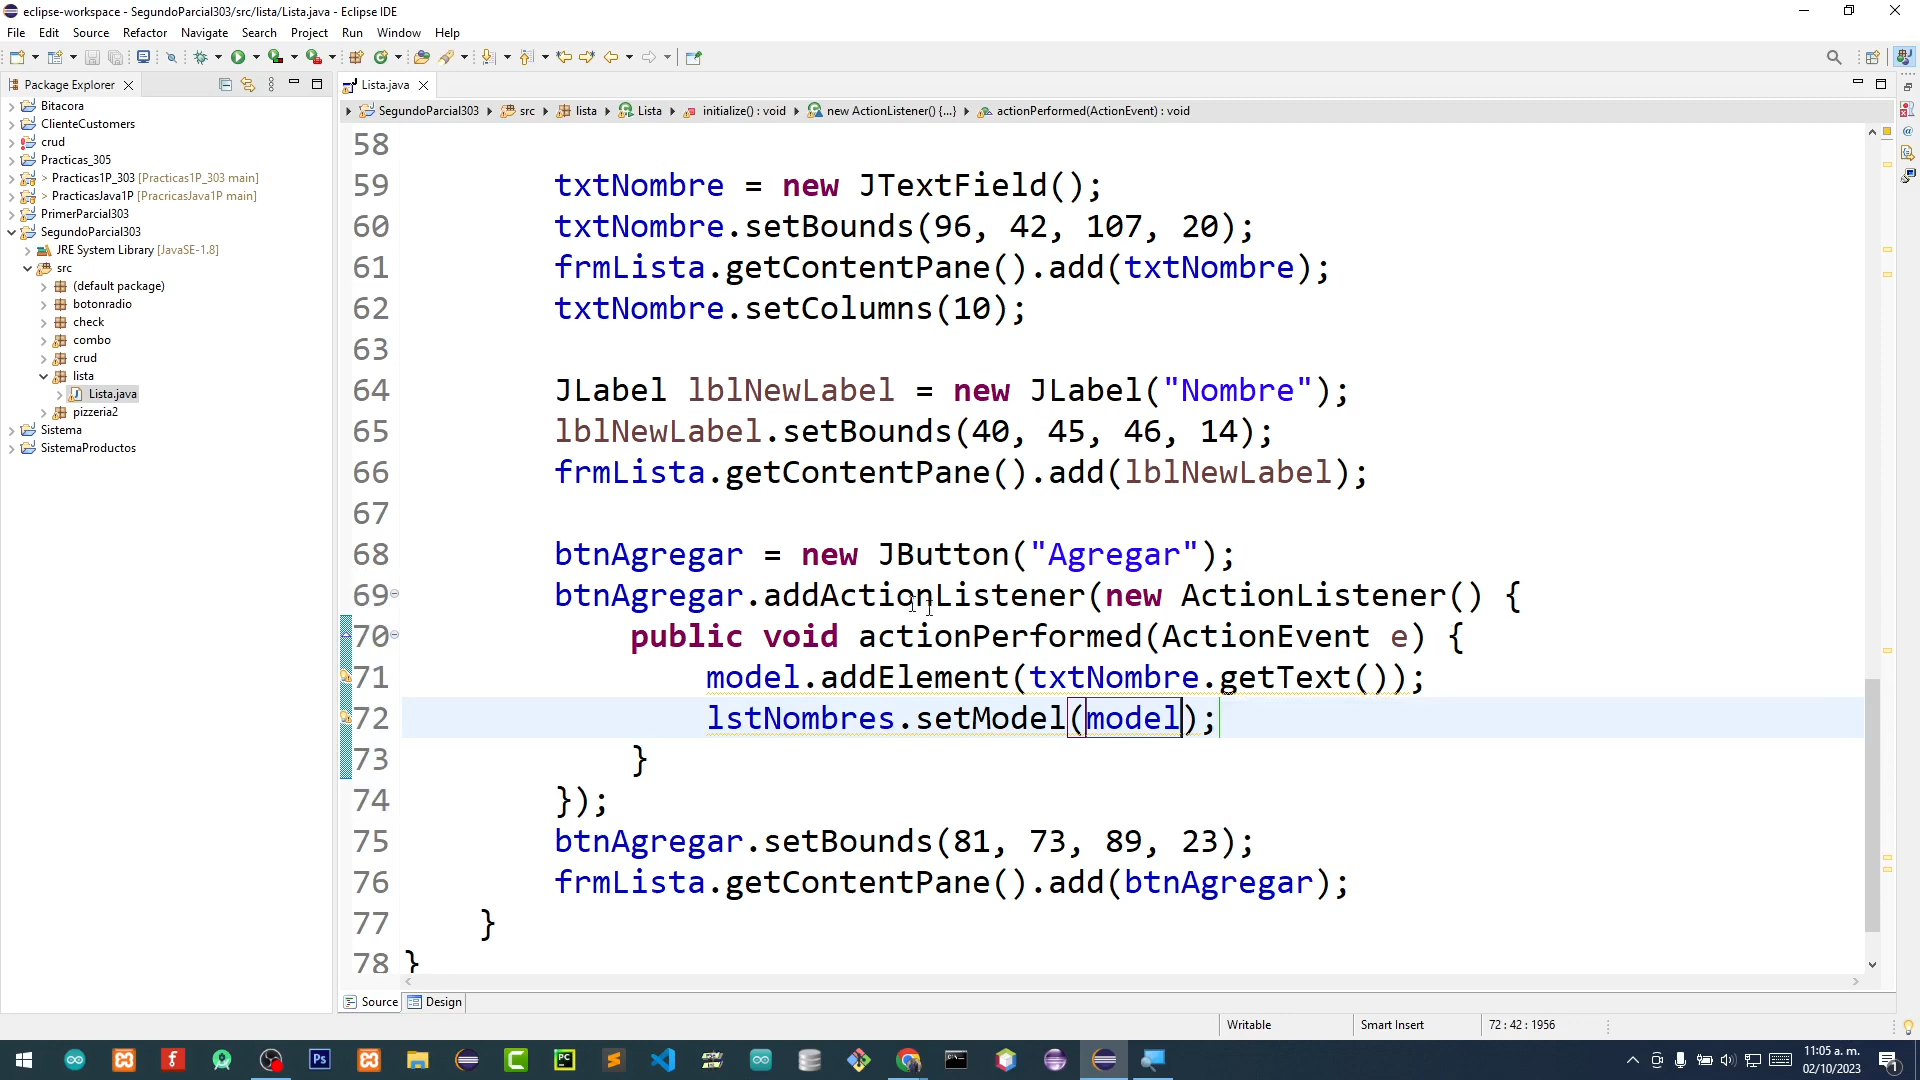 eclipse-workspace - SegundoParcial303/src/lista/Lista.java - Eclipse IDE
File Edit Source Refactor Navigate Search Project Run Window Help
Package Explorer
Lista.java
SegundoParcial303 src lista Lista initialize() : void new ActionListener() {...} actionPerformed(ActionEvent) : void
Bitacora
ClienteCustomers
crud
Practicas_305
> Practicas1P_303 [Practicas1P_303 main]
> PracticasJava1P [PracricasJava1P main]
PrimerParcial303
SegundoParcial303
JRE System Library [JavaSE-1.8]
src
(default package)
botonradio
check
combo
crud
lista
Lista.java
pizzeria2
Sistema
SistemaProductos
58
59 txtNombre = new JTextField();
60 txtNombre.setBounds(96, 42, 107, 20);
61 frmLista.getContentPane().add(txtNombre);
62 txtNombre.setColumns(10);
63
64 JLabel lblNewLabel = new JLabel("Nombre");
65 lblNewLabel.setBounds(40, 45, 46, 14);
66 frmLista.getContentPane().add(lblNewLabel);
67
68 btnAgregar = new JButton("Agregar");
69 btnAgregar.addActionListener(new ActionListener() {
70 public void actionPerformed(ActionEvent e) {
71 model.addElement(txtNombre.getText());
72 lstNombres.setModel(model);
73 }
74 });
75 btnAgregar.setBounds(81, 73, 89, 23);
76 frmLista.getContentPane().add(btnAgregar);
77 }
78 }
Source Design
Writable Smart Insert 72 : 42 : 1956
11:05 a. m.
02/10/2023